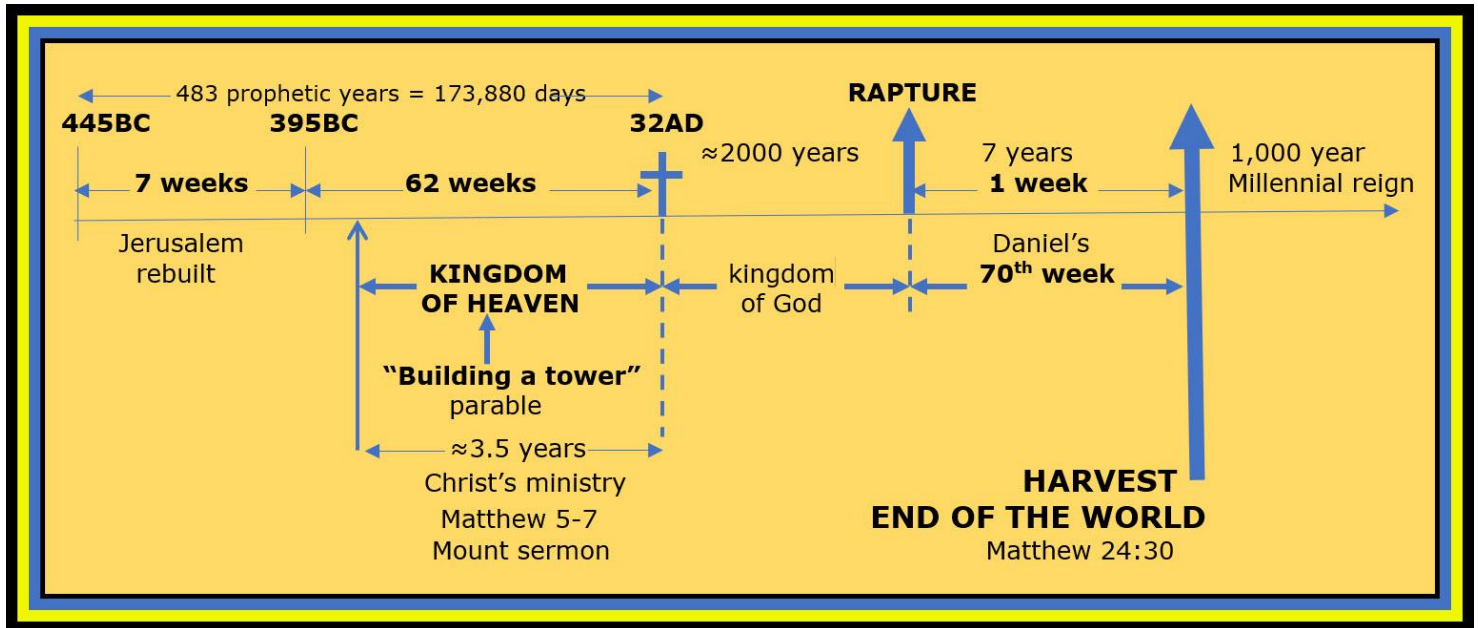 483 prophetic years = 173,880 days
RAPTURE
445BC
395BC
32AD
≈2000 years
7 years
1,000 year
7 weeks
62 weeks
1 week
Millennial reign
Jerusalem
rebuilt
KINGDOM
OF HEAVEN
kingdom
of God
Daniel’s
70th week
“Building a tower”
parable
≈3.5 years
Christ’s ministry
Matthew 5-7
Mount sermon
HARVEST
END OF THE WORLD
Matthew 24:30